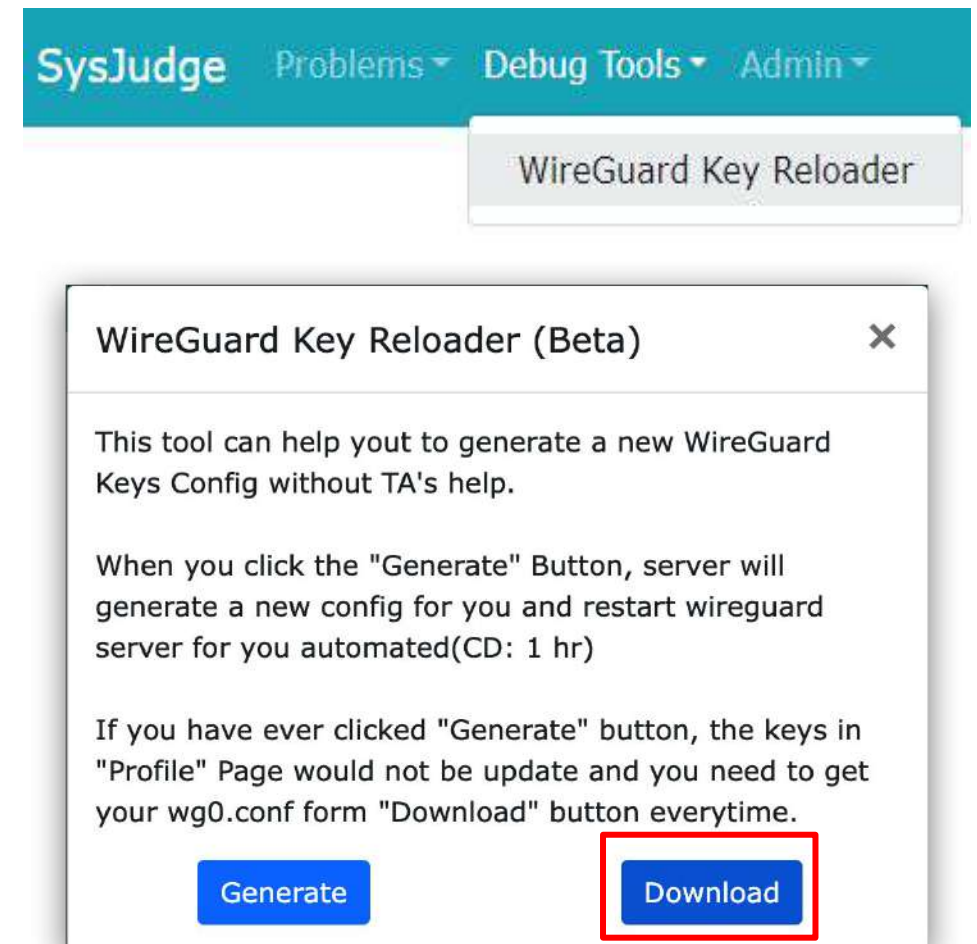 SysJudge Problems Debug Tools Admin
WireGuard Key Reloader
WireGuard Key Reloader (Beta) ×
This tool can help yout to generate a new WireGuard
Keys Config without TA's help.
When you click the "Generate" Button, server will
generate a new config for you and restart wireguard
server for you automated(CD: 1 hr)
If you have ever clicked "Generate" button, the keys in
"Profile" Page would not be update and you need to get
your wg0.conf form "Download" button everytime.
Generate Download